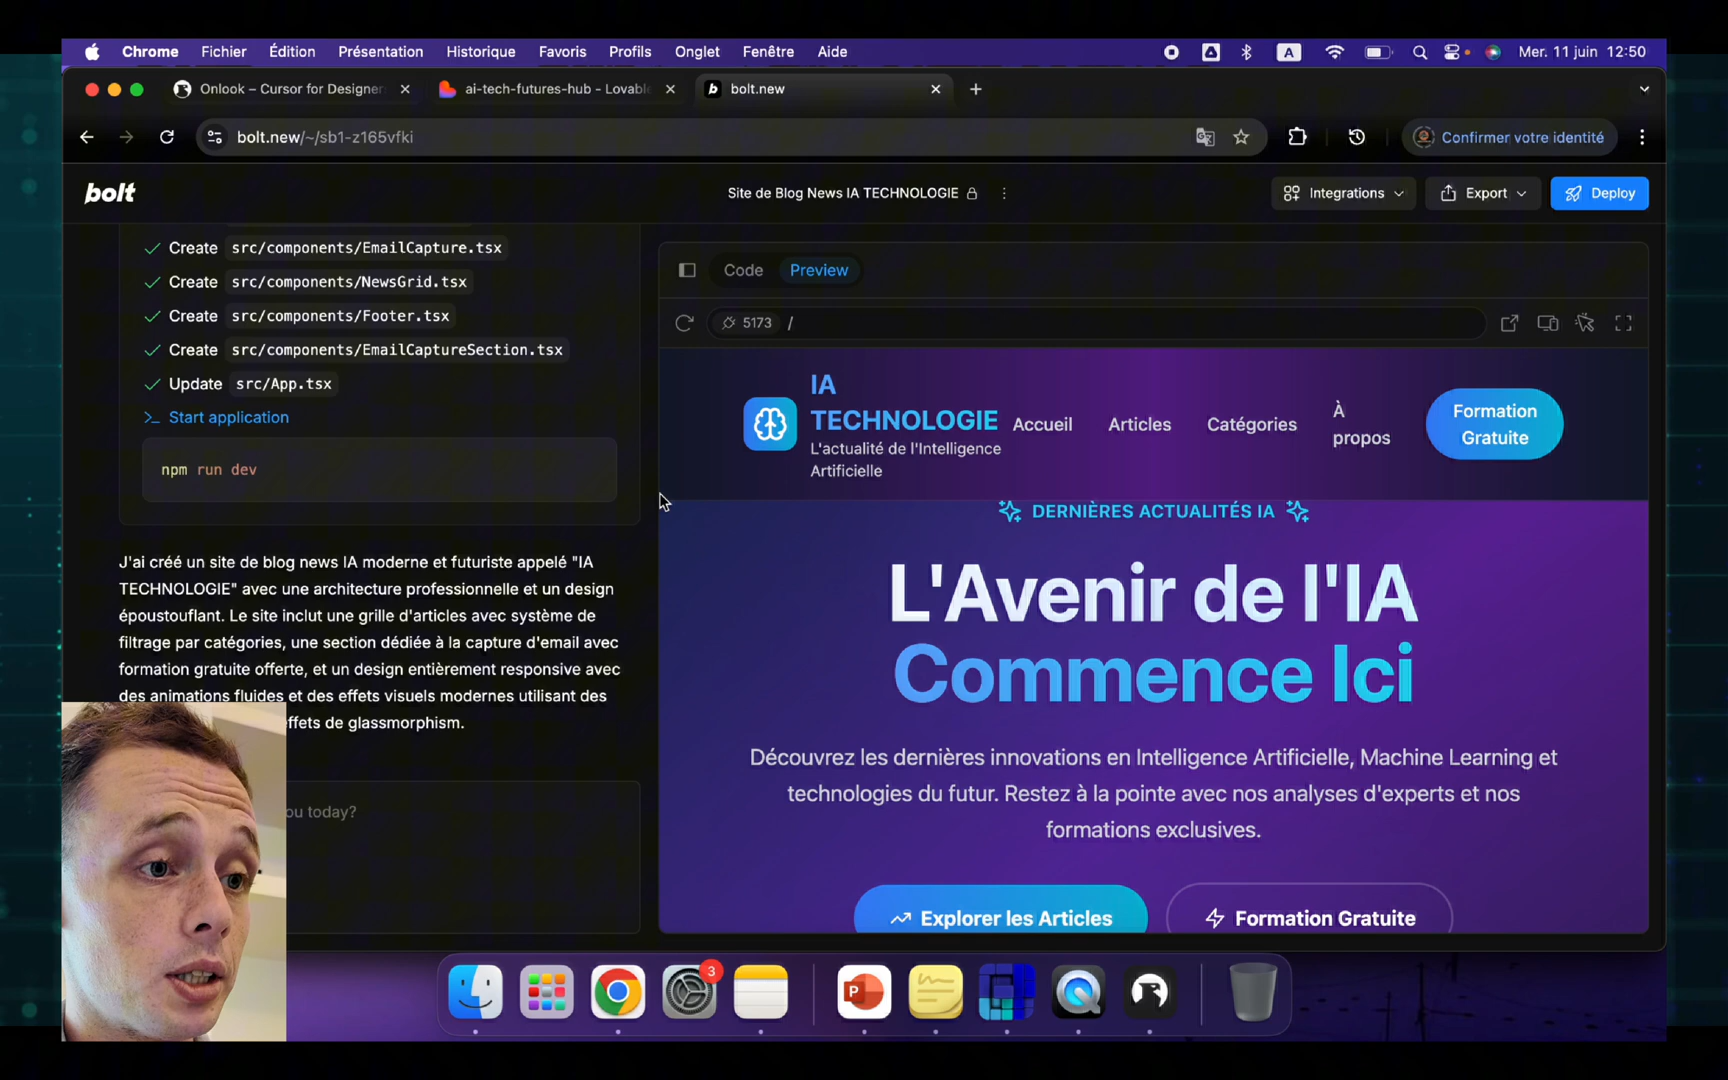 Chrome Fichier Édition Présentation Historique Favoris Profils Onglet Fenêtre Aide A Mer. 11 juin 12:50
Onlook – Cursor for Designers ai-tech-futures-hub - Lovable b bolt.new
bolt.new/~/sb1-z165vfki Confirmer votre identité
bolt Site de Blog News IA TECHNOLOGIE Integrations Export Deploy
Create src/components/EmailCapture.tsx
Create src/components/NewsGrid.tsx
Create src/components/Footer.tsx
Create src/components/EmailCaptureSection.tsx
Update src/App.tsx
>_ Start application
npm run dev
J'ai créé un site de blog news IA moderne et futuriste appelé "IA
TECHNOLOGIE" avec une architecture professionnelle et un design
époustouflant. Le site inclut une grille d'articles avec système de
filtrage par catégories, une section dédiée à la capture d'email avec
formation gratuite offerte, et un design entièrement responsive avec
des animations fluides et des effets visuels modernes utilisant des
effets de glassmorphism.
ou today?
Code Preview
5173 /
IA
TECHNOLOGIE
L'actualité de l'Intelligence
Artificielle
Accueil Articles Catégories À
propos
Formation
Gratuite
DERNIÈRES ACTUALITÉS IA
L'Avenir de l'IA
Commence Ici
Découvrez les dernières innovations en Intelligence Artificielle, Machine Learning et
technologies du futur. Restez à la pointe avec nos analyses d'experts et nos
formations exclusives.
Explorer les Articles Formation Gratuite
3
P